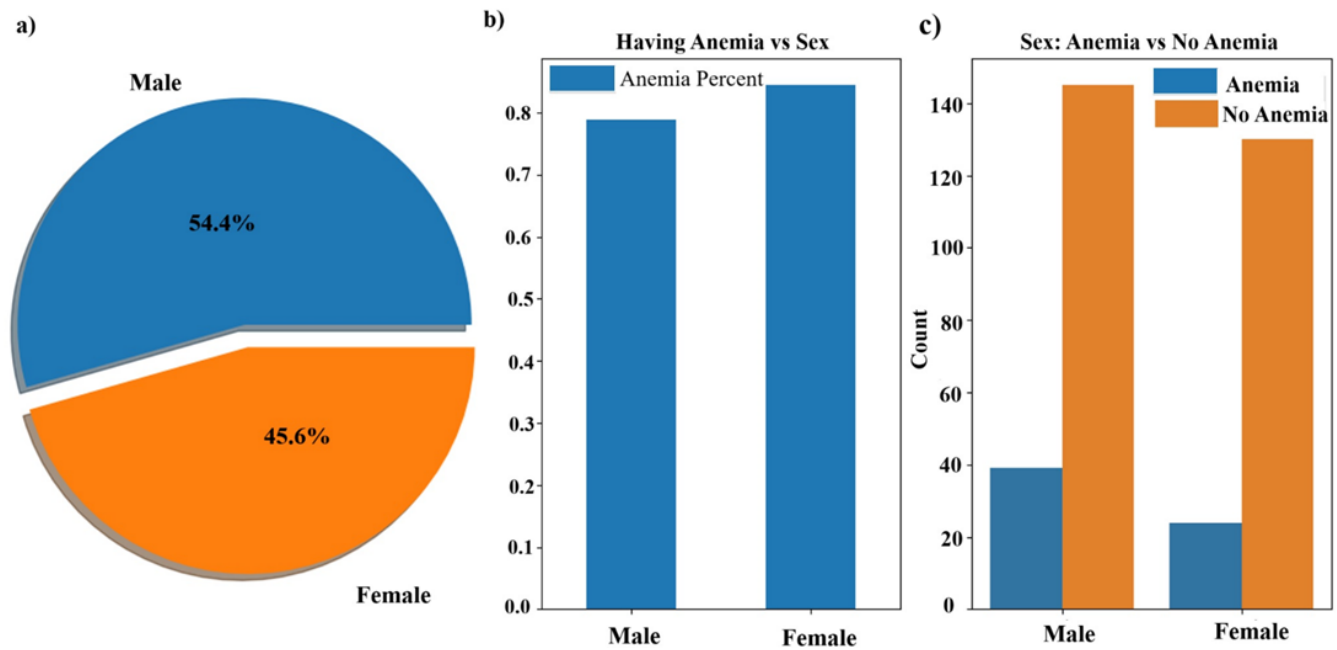 a)
Male
54.4%
45.6%
Female
b)
Having Anemia vs Sex
Anemia Percent
0.8
0.7
0.6
0.5
0.4
0.3
0.2
0.1
0.0
Male
Female
c)
Sex: Anemia vs No Anemia
Anemia
No Anemia
Count
140
120
100
80
60
40
20
0
Male
Female